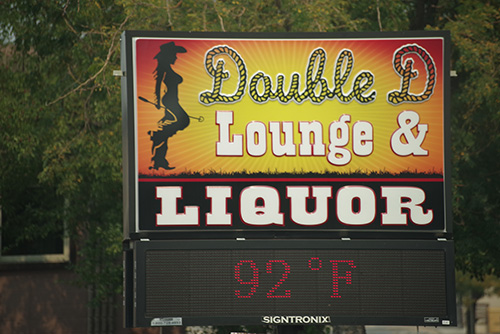 Double D
Lounge &
LIQUOR
92°F
SIGNTRONIX